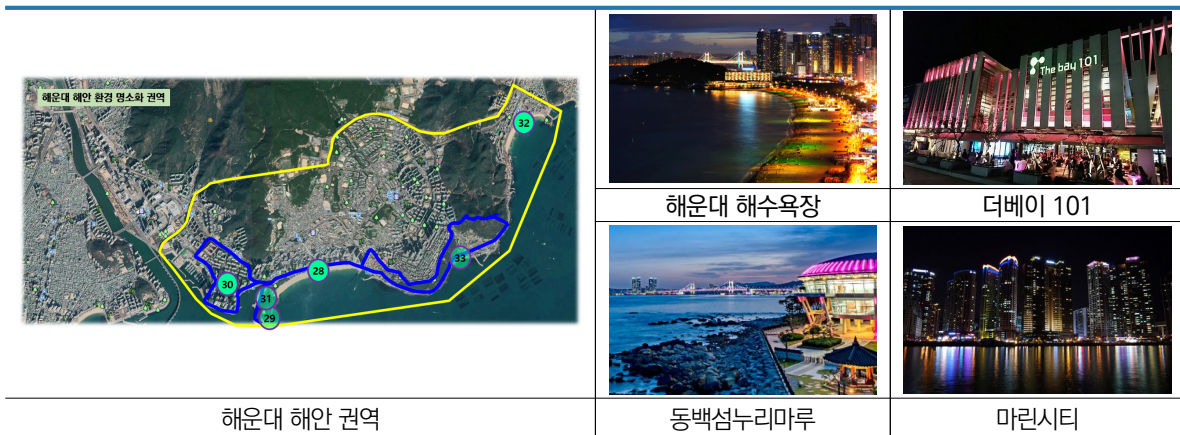 해운대 해안 환경 명소화 권역
32
28
33
30
31
29
The bay 101
해운대 해수욕장
더베이 101
해운대 해안 권역
동백섬누리마루
마린시티